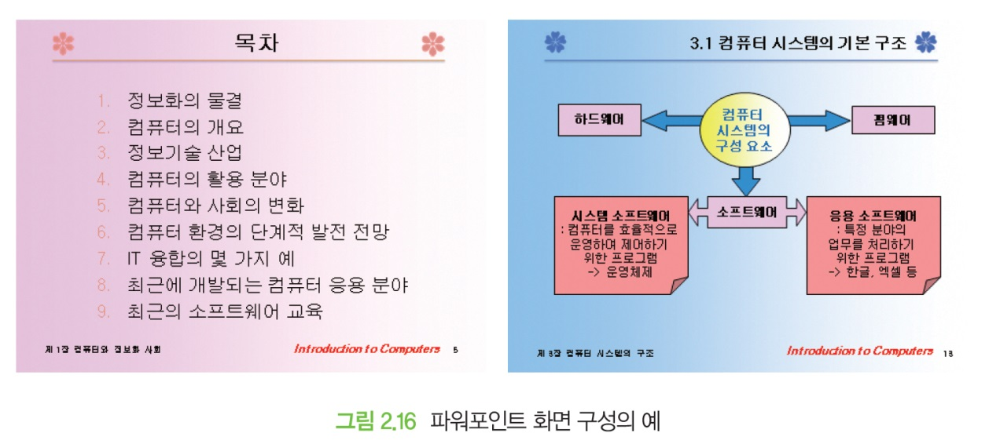 목차
1. 정보화의 물결
2. 컴퓨터의 개요
3. 정보기술 산업
4. 컴퓨터의 활용 분야
5. 컴퓨터와 사회의 변화
6. 컴퓨터 환경의 단계적 발전 전망
7. IT 융합의 몇 가지 예
8. 최근에 개발되는 컴퓨터 응용 분야
9. 최근의 소프트웨어 교육
제 1장 컴퓨터와 정보화 사회
Introduction to Computers 5
3.1 컴퓨터 시스템의 기본 구조
컴퓨터
시스템의
구성 요소
하드웨어
펌웨어
소프트웨어
시스템 소프트웨어
: 컴퓨터를 효율적으로
운영하며 제어하기
위한 프로그램
-> 운영체제
응용 소프트웨어
: 특정 분야의
업무를 처리하기
위한 프로그램
-> 한글, 엑셀 등
제 3장 컴퓨터 시스템의 구조
Introduction to Computers 13
그림 2.16 파워포인트 화면 구성의 예